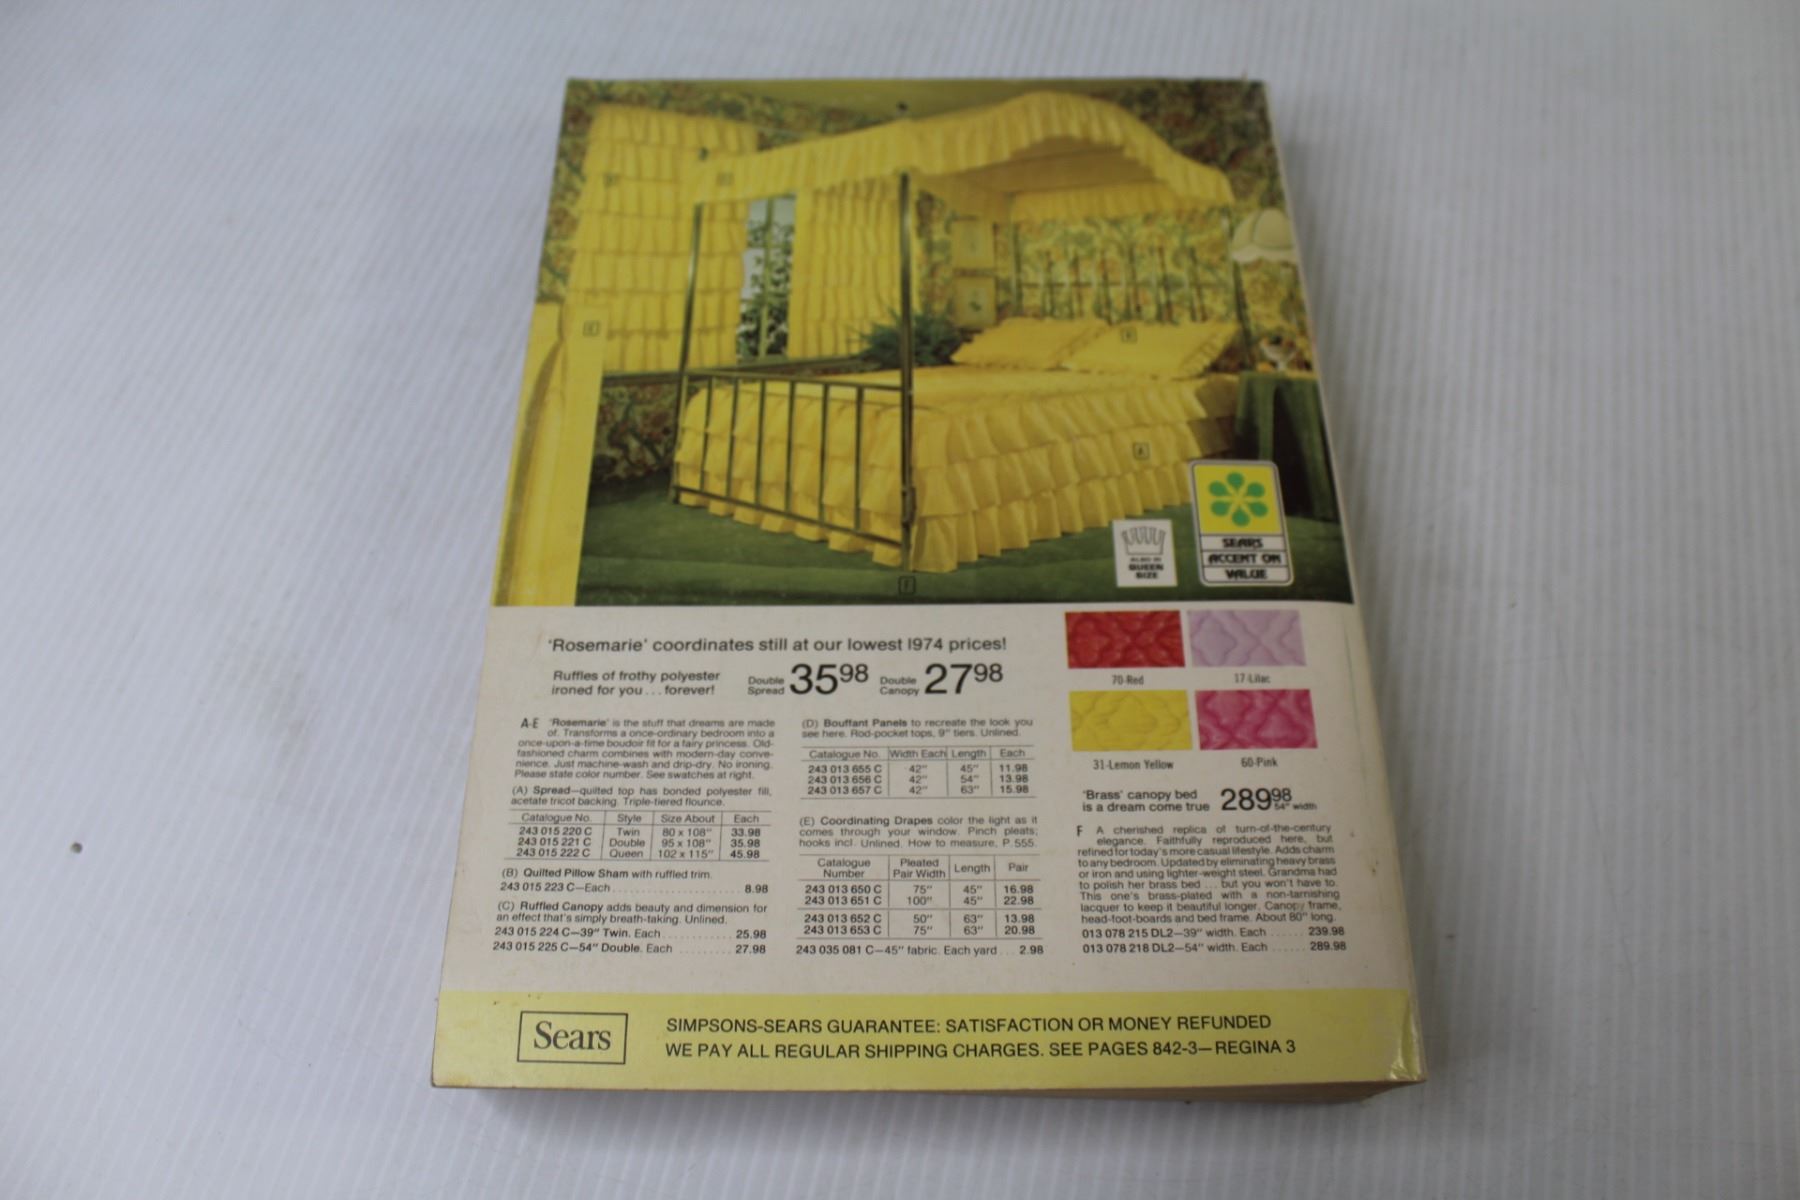 E
B
A
F
ALSO IN
QUEEN
SIZE
SEARS
ACCENT ON
VALUE
'Rosemarie' coordinates still at our lowest 1974 prices!
Ruffles of frothy polyester
ironed for you... forever!
Double
Spread
35 98
Double
Canopy
27 98
70-Red
17-Lilac
31-Lemon Yellow
60-Pink
A-E 'Rosemarie' is the stuff that dreams are made
of. Transforms a once-ordinary bedroom into a
once-upon-a-time boudoir fit for a fairy princess. Old-
fashioned charm combines with modern-day conve-
nience. Just machine-wash and drip-dry. No ironing.
Please state color number. See swatches at right.
(A) Spread—quilted top has bonded polyester fill,
acetate tricot backing. Triple-tiered flounce.
Catalogue No. Style Size About Each
243 015 220 C Twin 80 x 108" 33.98
243 015 221 C Double 95 x 108" 35.98
243 015 222 C Queen 102 x 115" 45.98
(B) Quilted Pillow Sham with ruffled trim.
243 015 223 C—Each .................... 8.98
(C) Ruffled Canopy adds beauty and dimension for
an effect that's simply breath-taking. Unlined.
243 015 224 C—39" Twin. Each ........... 25.98
243 015 225 C—54" Double. Each ......... 27.98
(D) Bouffant Panels to recreate the look you
see here. Rod-pocket tops, 9" tiers. Unlined.
Catalogue No. Width Each Length Each
243 013 655 C 42" 45" 11.98
243 013 656 C 42" 54" 13.98
243 013 657 C 42" 63" 15.98
(E) Coordinating Drapes color the light as it
comes through your window. Pinch pleats;
hooks incl. Unlined. How to measure, P. 555.
Catalogue Number Pleated Pair Width Length Pair
243 013 650 C 75" 45" 16.98
243 013 651 C 100" 45" 22.98
243 013 652 C 50" 63" 13.98
243 013 653 C 75" 63" 20.98
243 035 081 C—45" fabric. Each yard ... 2.98
'Brass' canopy bed
is a dream come true
289 98
54" width
F A cherished replica of turn-of-the-century
elegance. Faithfully reproduced here, but
refined for today's more casual lifestyle. Adds charm
to any bedroom. Updated by eliminating heavy brass
or iron and using lighter-weight steel. Grandma had
to polish her brass bed ... but you won't have to.
This one's brass-plated with a non-tarnishing
lacquer to keep it beautiful longer. Canopy frame,
head-foot-boards and bed frame. About 80" long.
013 078 215 DL2—39" width. Each ...... 239.98
013 078 218 DL2—54" width. Each ...... 289.98
Sears
SIMPSONS-SEARS GUARANTEE: SATISFACTION OR MONEY REFUNDED
WE PAY ALL REGULAR SHIPPING CHARGES. SEE PAGES 842-3—REGINA 3